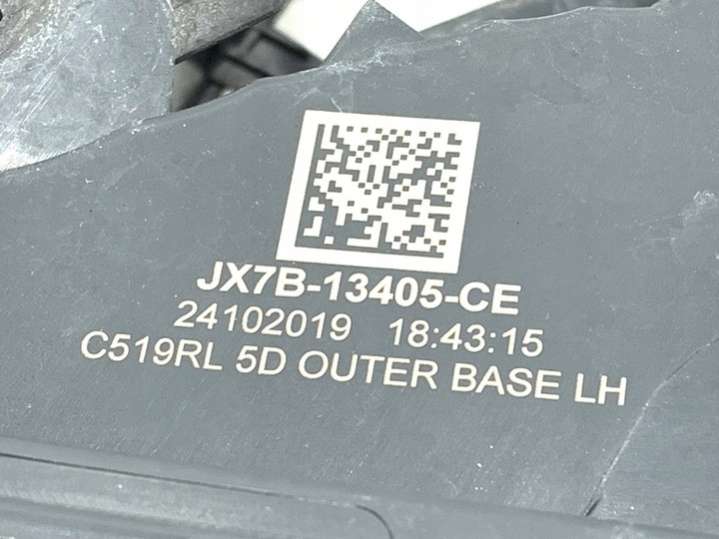 JX7B-13405-CE
24102019 18:43:15
C519RL 5D OUTER BASE LH